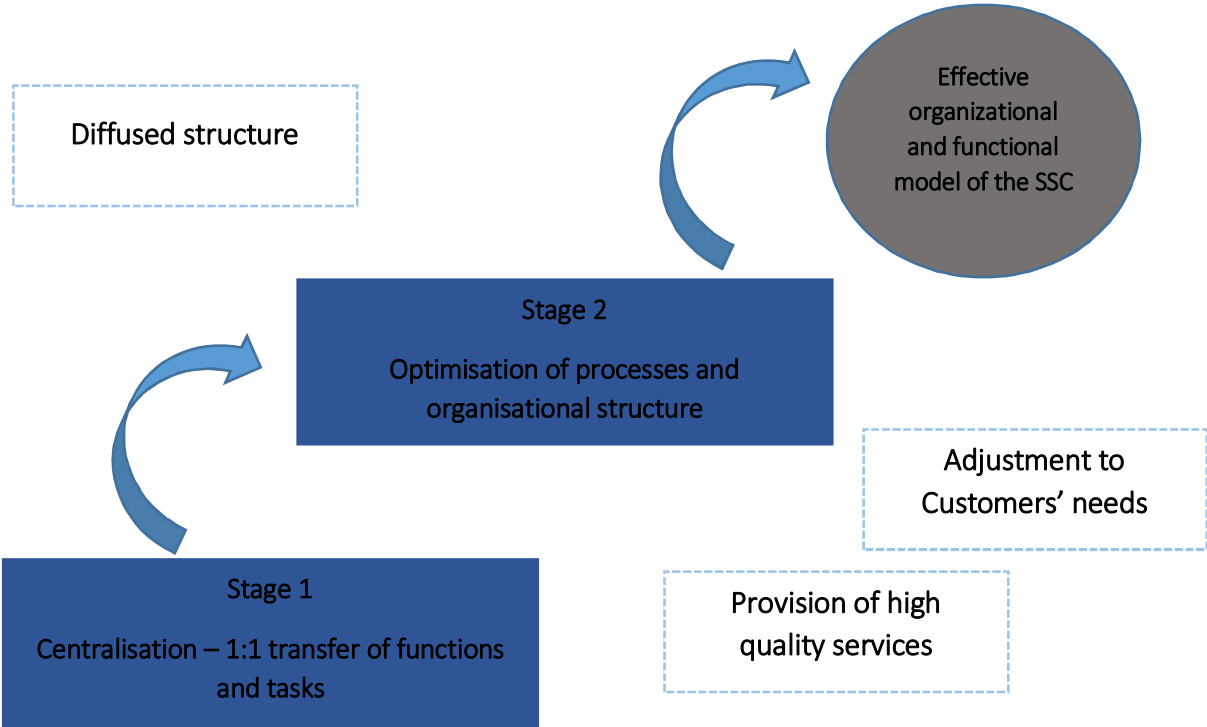 Diffused structure
Effective
organizational
and functional
model of the SSC
Stage 2
Optimisation of processes and
organisational structure
Adjustment to
Customers’ needs
Stage 1
Centralisation – 1:1 transfer of functions
and tasks
Provision of high
quality services